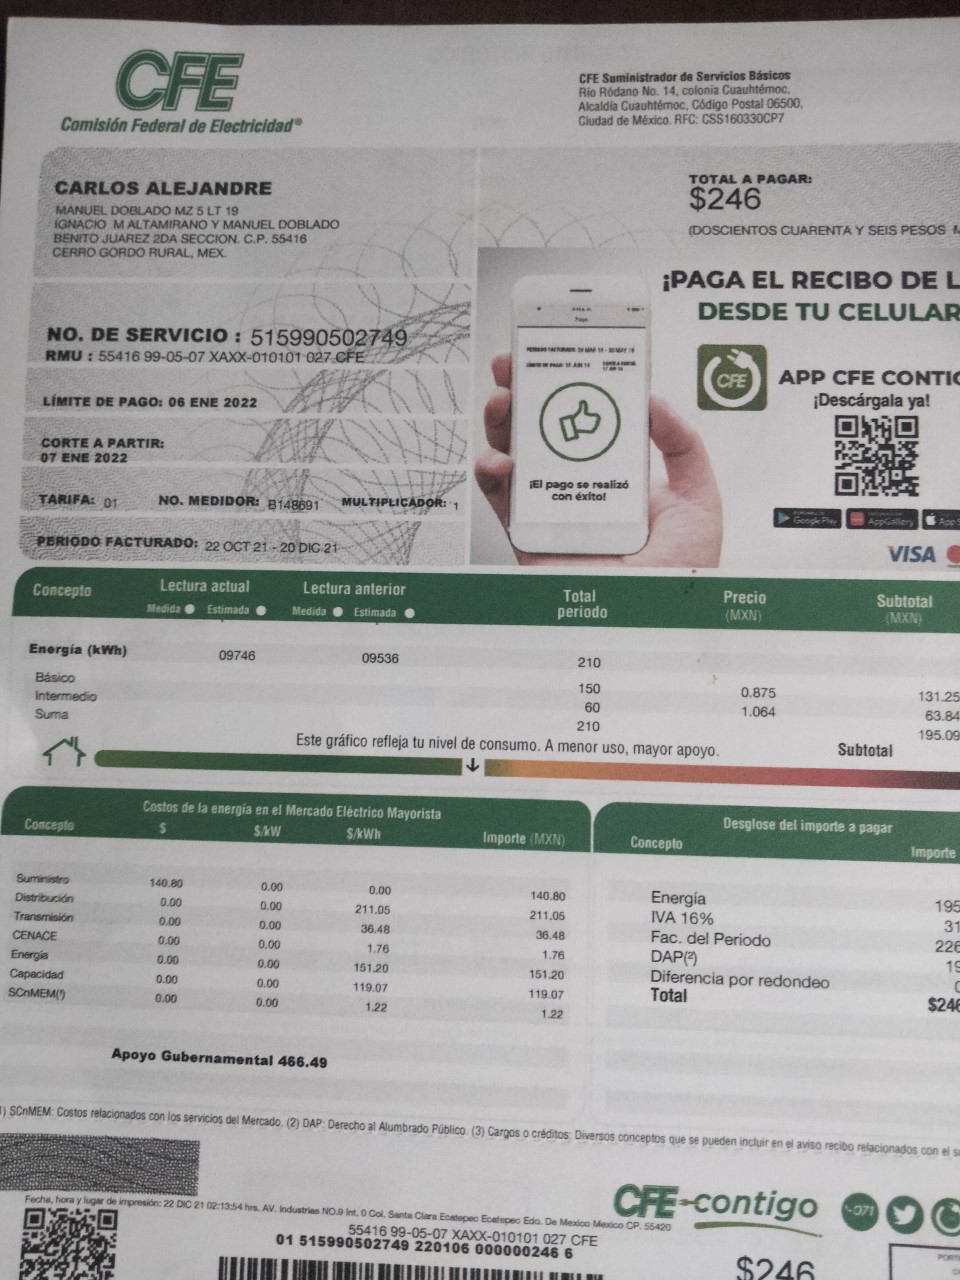 CFE
Comisión Federal de Electricidad®
CFE Suministrador de Servicios Básicos
Río Ródano No. 14, colonia Cuauhtémoc,
Alcaldía Cuauhtémoc, Código Postal 06500,
Ciudad de México. RFC: CSS160330CP7
CARLOS ALEJANDRE
MANUEL DOBLADO MZ 5 LT 19
IGNACIO M ALTAMIRANO Y MANUEL DOBLADO
BENITO JUAREZ 2DA SECCION. C.P. 55416
CERRO GORDO RURAL, MEX.
TOTAL A PAGAR:
$246
(DOSCIENTOS CUARENTA Y SEIS PESOS M
NO. DE SERVICIO : 515990502749
RMU : 55416 99-05-07 XAXX-010101 027 CFE
LÍMITE DE PAGO: 06 ENE 2022
CORTE A PARTIR:
07 ENE 2022
TARIFA: 01 NO. MEDIDOR: B148691 MULTIPLICADOR: 1
PERIODO FACTURADO: 22 OCT 21 - 20 DIC 21
¡El pago se realizó
con éxito!
¡PAGA EL RECIBO DE L
DESDE TU CELULAR
CFE
APP CFE CONTIG
¡Descárgala ya!
Google Play AppGallery App S
VISA
Concepto Lectura actual Lectura anterior Total periodo Precio (MXN) Subtotal (MXN)
Medida Estimada Medida Estimada
Energía (kWh) 09746 09536 210
Básico 150 0.875 131.25
Intermedio 60 1.064 63.84
Suma 210 195.09
Este gráfico refleja tu nivel de consumo. A menor uso, mayor apoyo.
Subtotal
Costos de la energía en el Mercado Eléctrico Mayorista
Concepto $ $/kW $/kWh Importe (MXN)
Suministro 140.80 0.00 0.00 140.80
Distribución 0.00 0.00 211.05 211.05
Transmisión 0.00 0.00 36.48 36.48
CENACE 0.00 0.00 1.76 1.76
Energía 0.00 0.00 151.20 151.20
Capacidad 0.00 0.00 119.07 119.07
SCnMEM(¹) 0.00 0.00 1.22 1.22
Apoyo Gubernamental 466.49
Desglose del importe a pagar
Concepto Importe
Energía 195
IVA 16% 31
Fac. del Periodo 226
DAP(²) 19
Diferencia por redondeo 0
Total $246
1) SCnMEM: Costos relacionados con los servicios del Mercado. (2) DAP: Derecho al Alumbrado Público. (3) Cargos o créditos: Diversos conceptos que se pueden incluir en el aviso recibo relacionados con el su
CFE contigo
071
Fecha, hora y lugar de impresión: 22 DIC 21 02:13:54 hrs. AV. Industrias NO.9 Int. 0 Col. Santa Clara Ecatepec Ecatepec Edo. De Mexico Mexico CP. 55420
55416 99-05-07 XAXX-010101 027 CFE
01 515990502749 220106 000000246 6
$246